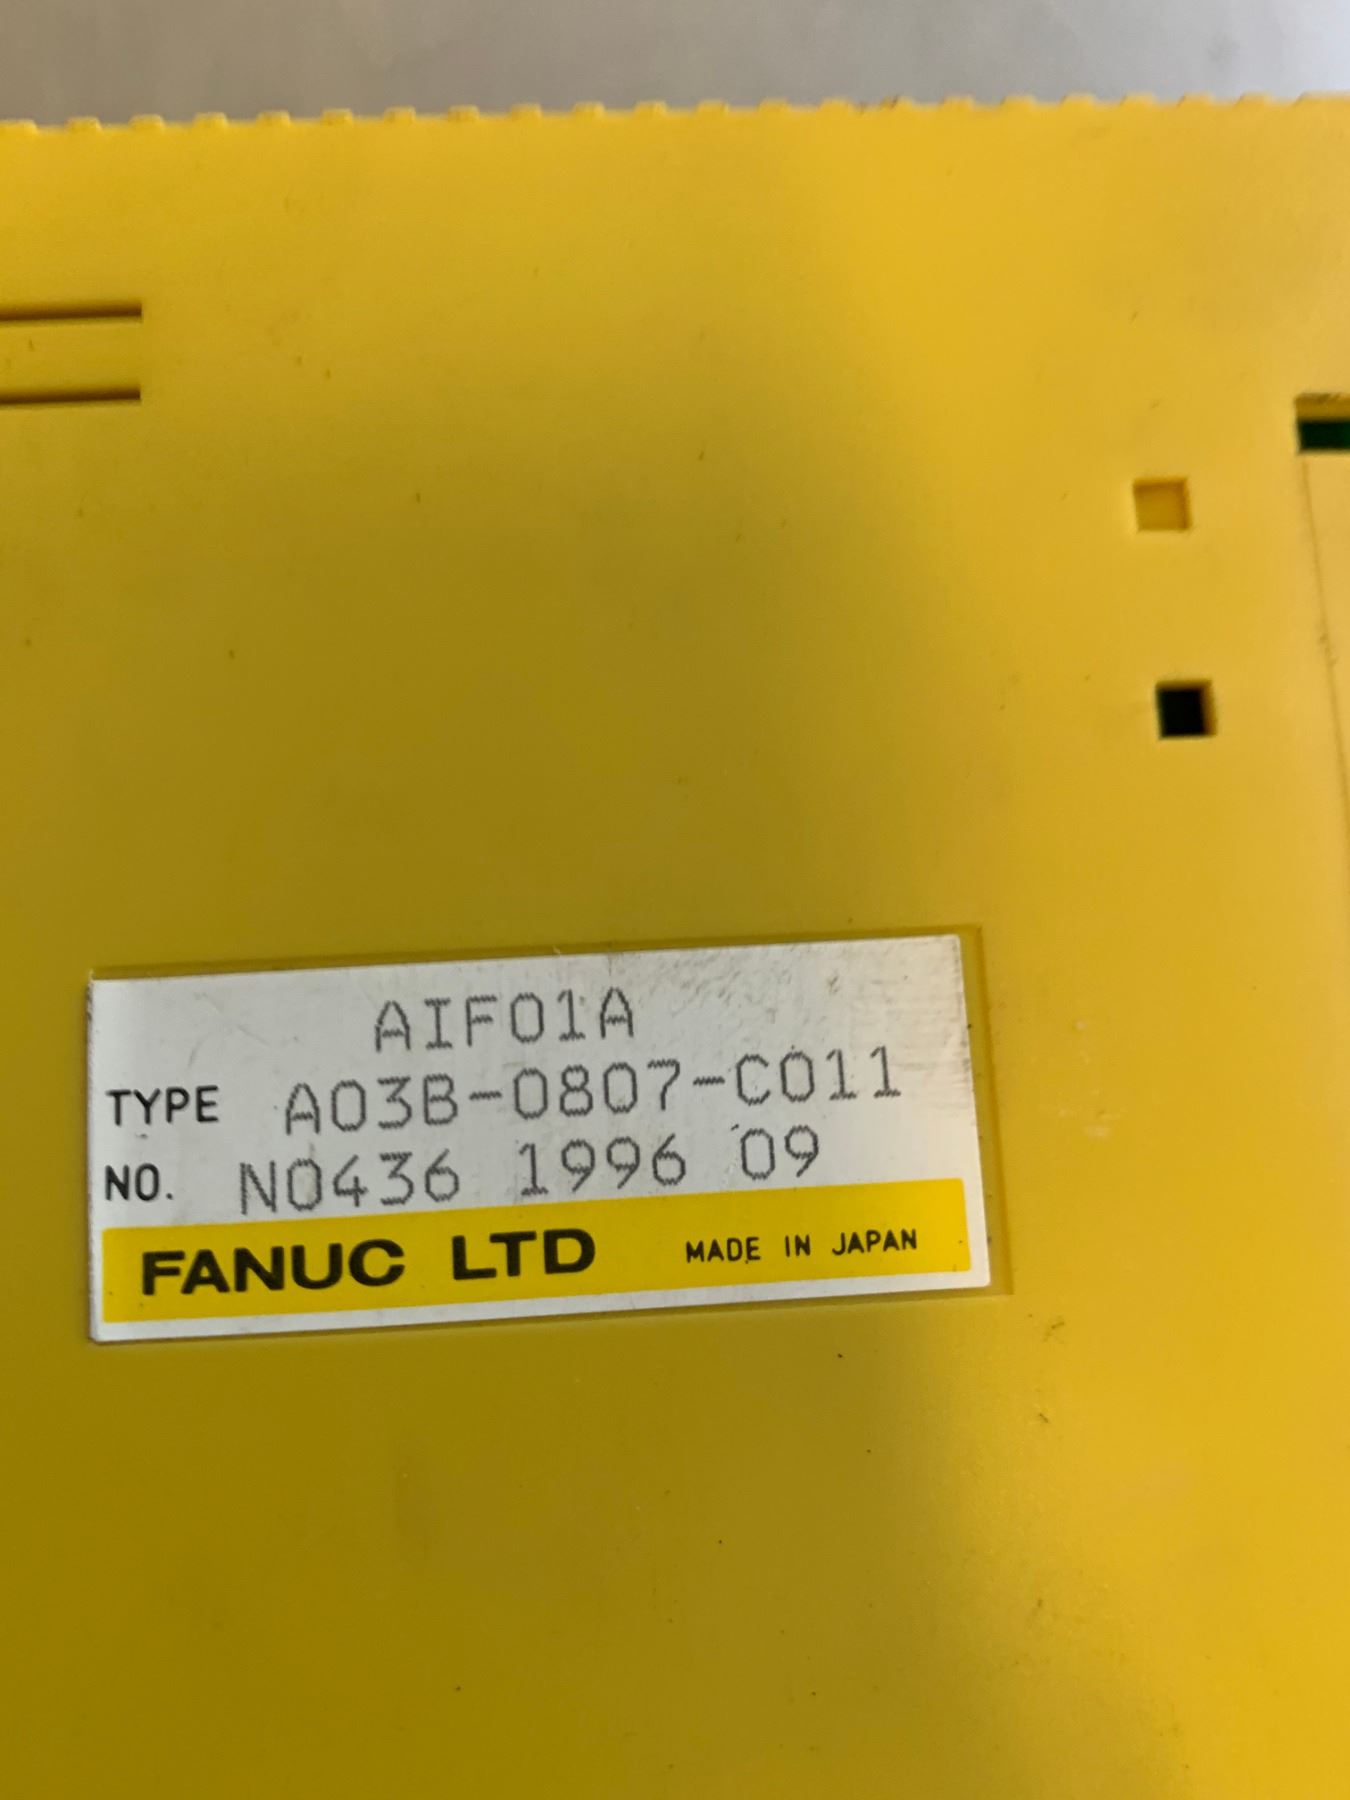 AIF01A
TYPE A03B-0807-C011
NO. N0436 1996 09
FANUC LTD MADE IN JAPAN